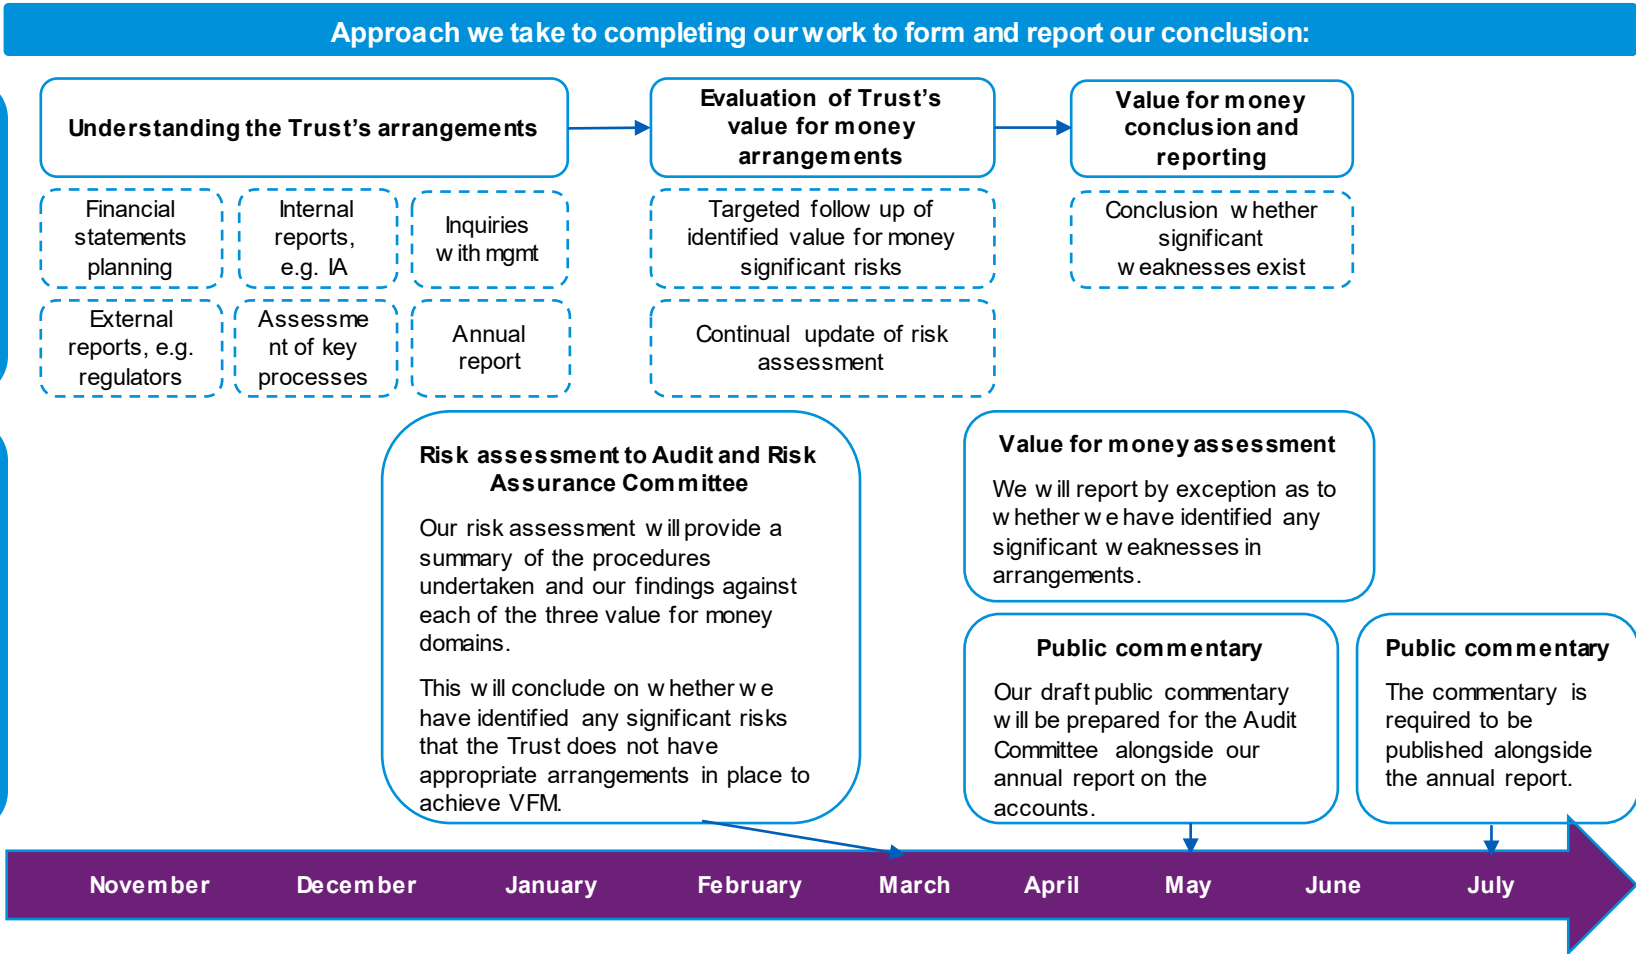 Approach we take to completing our work to form and report our conclusion:
Understanding the Trust's arrangements
Evaluation of Trust's
value for money
arrangements
Value for money
conclusion and
reporting
Financial
statements
planning
Internal
reports,
e.g. IA
Inquiries
with mgmt
Targeted follow up of
identified value for money
significant risks
Conclusion whether
significant
weaknesses exist
External
reports, e.g.
regulators
Assessme
nt of key
processes
Annual
report
Continual update of risk
assessment
Risk assessment to Audit and Risk
Assurance Committee
Our risk assessment will provide a
summary of the procedures
undertaken and our findings against
each of the three value for money
domains.
This will conclude on whether we
have identified any significant risks
that the Trust does not have
appropriate arrangements in place to
achieve VFM.
Value for money assessment
We will report by exception as to
whether we have identified any
significant weaknesses in
arrangements.
Public commentary
Our draft public commentary
will be prepared for the Audit
Committee alongside our
annual report on the
accounts.
Public commentary
The commentary is
required to be
published alongside
the annual report.
November December January February March April May June July